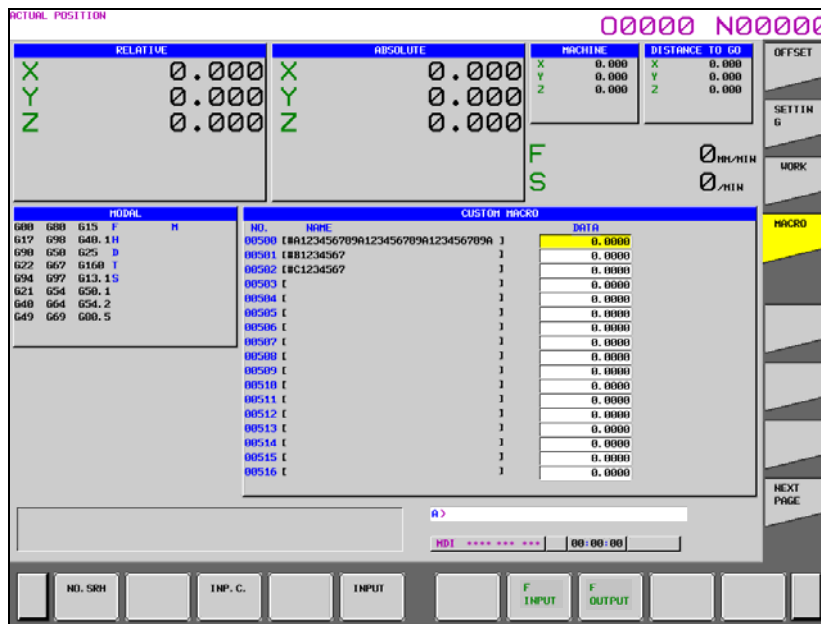 ACTUAL POSITION
O0000 N00000
RELATIVE
X 0.000
Y 0.000
Z 0.000
ABSOLUTE
X 0.000
Y 0.000
Z 0.000
MACHINE
X 0.000
Y 0.000
Z 0.000
DISTANCE TO GO
X 0.000
Y 0.000
Z 0.000
F 0 MM/MIN
S 0 /MIN
MODAL
G00 G80 G15 F M
G17 G98 G40.1 H
G90 G50 G25 D
G22 G67 G160 T
G94 G97 G13.1 S
G21 G54 G50.1
G40 G64 G54.2
G49 G69 G80.5
CUSTOM MACRO
NO. NAME DATA
00500 [#A123456789A123456789A123456789A ] 0.0000
00501 [#B1234567 ] 0.0000
00502 [#C1234567 ] 0.0000
00503 [ ] 0.0000
00504 [ ] 0.0000
00505 [ ] 0.0000
00506 [ ] 0.0000
00507 [ ] 0.0000
00508 [ ] 0.0000
00509 [ ] 0.0000
00510 [ ] 0.0000
00511 [ ] 0.0000
00512 [ ] 0.0000
00513 [ ] 0.0000
00514 [ ] 0.0000
00515 [ ] 0.0000
00516 [ ] 0.0000
A>
MDI **** *** *** 00:00:00
OFFSET
SETTIN
G
WORK
MACRO
NEXT
PAGE
NO. SRH
INP. C.
INPUT
F
INPUT
F
OUTPUT